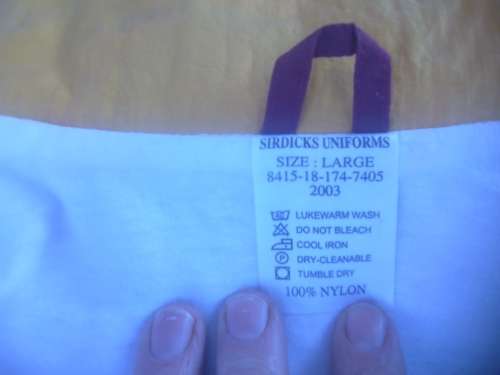 SIRDICKS UNIFORMS
SIZE : LARGE
8415-18-174-7405
2003
LUKEWARM WASH
DO NOT BLEACH
COOL IRON
P DRY-CLEANABLE
TUMBLE DRY
100% NYLON